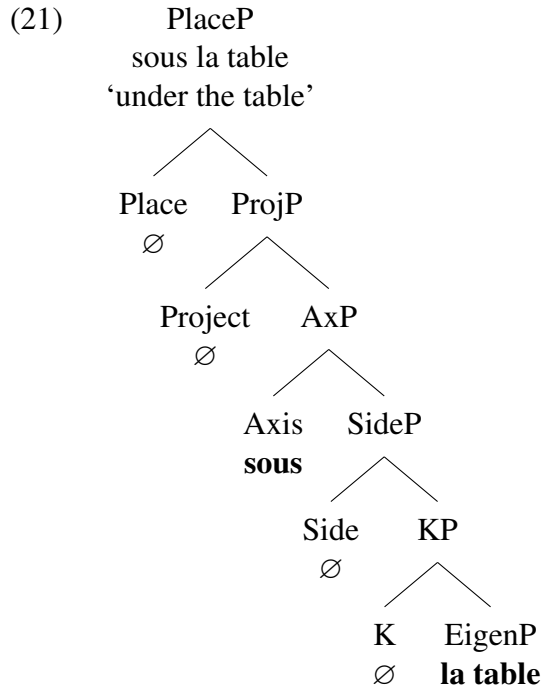 (21) PlaceP
sous la table
‘under the table’
Place ProjP
∅
Project AxP
∅
Axis SideP
sous
Side KP
∅
K EigenP
∅ la table